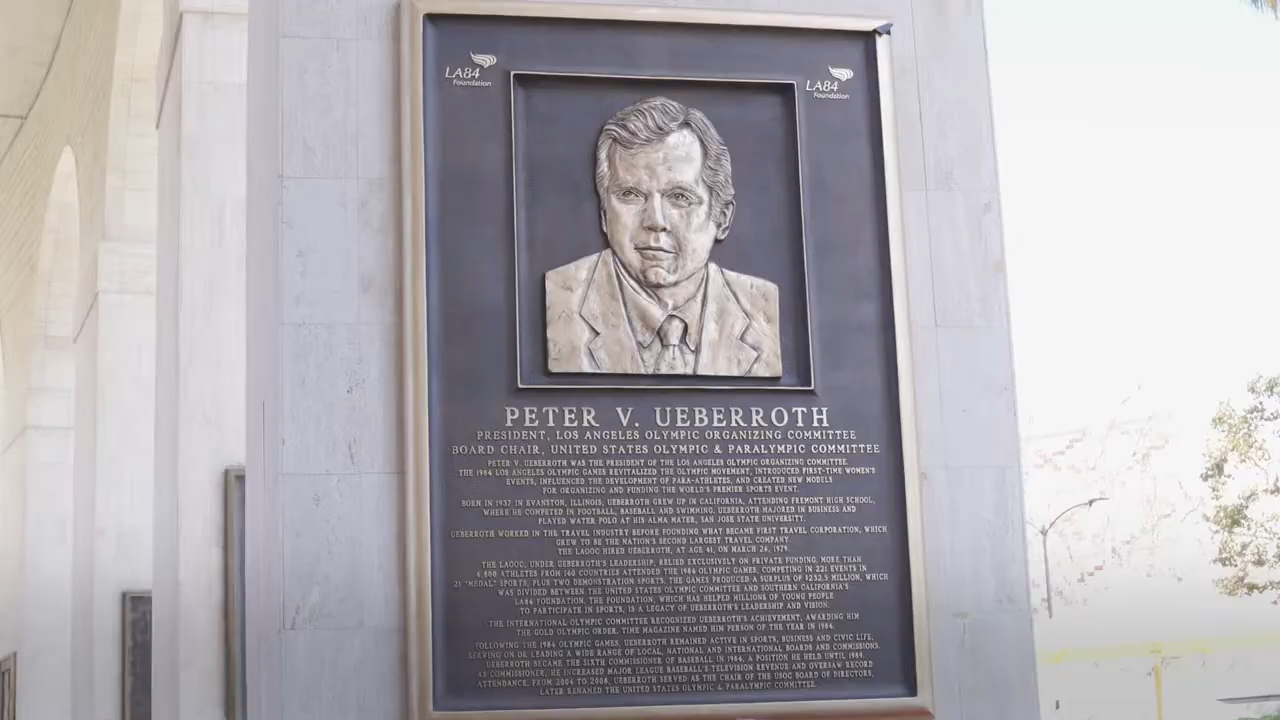 LA84
Foundation
LA84
Foundation
PETER V. UEBERROTH
PRESIDENT, LOS ANGELES OLYMPIC ORGANIZING COMMITTEE
BOARD CHAIR, UNITED STATES OLYMPIC & PARALYMPIC COMMITTEE
PETER V. UEBERROTH WAS THE PRESIDENT OF THE LOS ANGELES OLYMPIC ORGANIZING COMMITTEE.
THE 1984 LOS ANGELES OLYMPIC GAMES REVITALIZED THE OLYMPIC MOVEMENT, INTRODUCED FIRST-TIME WOMEN'S
EVENTS, INFLUENCED THE DEVELOPMENT OF PARA-ATHLETES, AND CREATED NEW MODELS
FOR ORGANIZING AND FUNDING THE WORLD'S PREMIER SPORTS EVENT.
BORN IN 1937 IN EVANSTON, ILLINOIS, UEBERROTH GREW UP IN CALIFORNIA, ATTENDING FREMONT HIGH SCHOOL,
WHERE HE COMPETED IN FOOTBALL, BASEBALL AND SWIMMING. UEBERROTH MAJORED IN BUSINESS AND
PLAYED WATER POLO AT HIS ALMA MATER, SAN JOSE STATE UNIVERSITY.
UEBERROTH WORKED IN THE TRAVEL INDUSTRY BEFORE FOUNDING WHAT BECAME FIRST TRAVEL CORPORATION, WHICH
GREW TO BE THE NATION'S SECOND LARGEST TRAVEL COMPANY.
THE LAOOC HIRED UEBERROTH, AT AGE 41, ON MARCH 26, 1979.
THE LAOOC, UNDER UEBERROTH'S LEADERSHIP, RELIED EXCLUSIVELY ON PRIVATE FUNDING. MORE THAN
6,800 ATHLETES FROM 140 COUNTRIES ATTENDED THE 1984 OLYMPIC GAMES, COMPETING IN 221 EVENTS IN
21 "MEDAL" SPORTS, PLUS TWO DEMONSTRATION SPORTS. THE GAMES PRODUCED A SURPLUS OF $232.5 MILLION, WHICH
WAS DIVIDED BETWEEN THE UNITED STATES OLYMPIC COMMITTEE AND SOUTHERN CALIFORNIA'S
LA84 FOUNDATION. THE FOUNDATION, WHICH HAS HELPED MILLIONS OF YOUNG PEOPLE
TO PARTICIPATE IN SPORTS, IS A LEGACY OF UEBERROTH'S LEADERSHIP AND VISION.
THE INTERNATIONAL OLYMPIC COMMITTEE RECOGNIZED UEBERROTH'S ACHIEVEMENT, AWARDING HIM
THE GOLD OLYMPIC ORDER. TIME MAGAZINE NAMED HIM PERSON OF THE YEAR IN 1984.
FOLLOWING THE 1984 OLYMPIC GAMES, UEBERROTH REMAINED ACTIVE IN SPORTS, BUSINESS AND CIVIC LIFE,
SERVING ON OR LEADING A WIDE RANGE OF LOCAL, NATIONAL AND INTERNATIONAL BOARDS AND COMMISSIONS.
UEBERROTH BECAME THE SIXTH COMMISSIONER OF BASEBALL IN 1984, A POSITION HE HELD UNTIL 1989.
AS COMMISSIONER, HE INCREASED MAJOR LEAGUE BASEBALL'S TELEVISION REVENUE AND OVERSAW RECORD
ATTENDANCE. FROM 2004 TO 2008, UEBERROTH SERVED AS THE CHAIR OF THE USOC BOARD OF DIRECTORS,
LATER RENAMED THE UNITED STATES OLYMPIC & PARALYMPIC COMMITTEE.